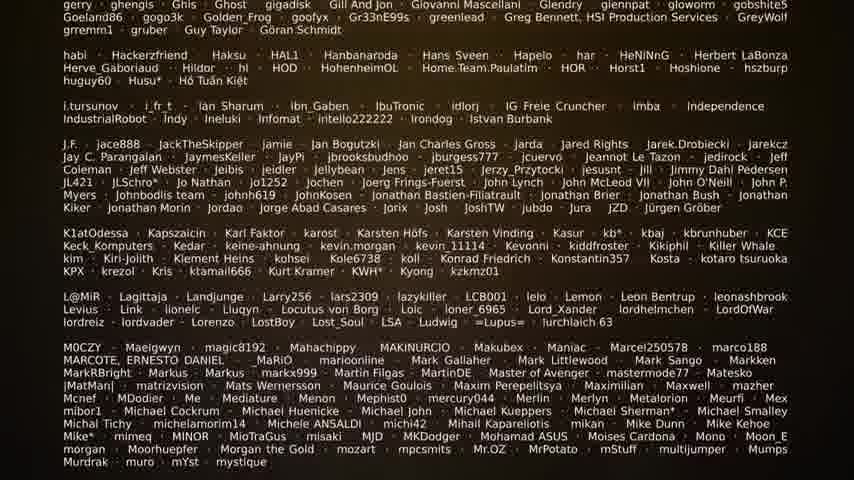 gerry · ghengis · Ghis · Ghost · gigadisk · Gill And Jon · Giovanni Mascellani · Glendry · glennpat · gloworm · gobshite5
Goeland86 · gogo3k · Golden_Frog · goofyx · Gr33nE99s · greenlead · Greg Bennett, HSI Production Services · GreyWolf
grremm1 · gruber · Guy Taylor · Göran Schmidt
habi · Hackerzfriend · Haksu · HAL1 · Hanbanaroda · Hans Sveen · Hapelo · har · HeNiNnG · Herbert LaBonza
Herve_Gaboriaud · Hildor · hl · HOD · HohenheimOL · Home.Team.Paulatim · HOR · Horst1 · Hoshione · hszburp
huguy60 · Husu* · Hồ Tuấn Kiệt
i.tursunov · i_fr_t · Ian Sharum · ibn_Gaben · IbuTronic · idlorj · IG Freie Cruncher · imba · Independence
IndustrialRobot · Indy · Ineluki · Infomat · intello222222 · Irondog · Istvan Burbank
J.F. · jace888 · JackTheSkipper · Jamie · Jan Bogutzki · Jan Charles Gross · Jarda · Jared Rights · Jarek.Drobiecki · Jarekcz
Jay C. Parangalan · JaymesKeller · JayPi · jbrooksbudhoo · jburgess777 · jcuervo · Jeannot Le Tazon · jedirock · Jeff
Coleman · Jeff Webster · Jeibis · jeidler · Jellybean · Jens · jeret15 · Jerzy_Przytocki · jesusnt · Jill · Jimmy Dahl Pedersen
JL421 · JLSchro* · Jo Nathan · jo1252 · Jochen · Joerg Frings-Fuerst · John Lynch · John McLeod VII · John O'Neill · John P.
Myers · Johnbodlis team · johnh619 · JohnKosen · Jonathan Bastien-Filiatrault · Jonathan Brier · Jonathan Bush · Jonathan
Kiker · Jonathan Morin · Jordao · Jorge Abad Casares · Jorix · Josh · JoshTW · jubdo · Jura · JZD · Jürgen Gröber
K1atOdessa · Kapszaicin · Karl Faktor · karost · Karsten Höfs · Karsten Vinding · Kasur · kb* · kbaj · kbrunhuber · KCE
Keck_Komputers · Kedar · keine-ahnung · kevin.morgan · kevin_11114 · Kevonni · kiddfroster · Kikiphil · Killer Whale
kim · Kiri-Jolith · Klement Heins · kohsei · Kole6738 · koll · Konrad Friedrich · Konstantin357 · Kosta · kotaro tsuruoka
KPX · krezol · Kris · ktamail666 · Kurt Kramer · KWH* · Kyong · kzkmz01
L@MiR · Lagittaja · Landjunge · Larry256 · lars2309 · lazykiller · LCB001 · lelo · Lemon · Leon Bentrup · leonashbrook
Levius · Link · lionelc · Liuqyn · Locutus von Borg · Loic · loner_6965 · Lord_Xander · lordhelmchen · LordOfWar
lordreiz · lordvader · Lorenzo · LostBoy · Lost_Soul · LSA · Ludwig · =Lupus= · lurchlaich 63
M0CZY · Maelgwyn · magic8192 · Mahachippy · MAKINURCIO · Makubex · Maniac · Marcel250578 · marco188
MARCOTE, ERNESTO DANIEL · _MaRiO · marioonline · Mark Gallaher · Mark Littlewood · Mark Sango · Markken
MarkRBright · Markus · Markus · markx999 · Martin Filgas · MartinDE · Master of Avenger · mastermode77 · Matesko
|MatMan| · matrizvision · Mats Wernersson · Maurice Goulois · Maxim Perepelitsya · Maximilian · Maxwell · mazher
Mcnef · MDodier · Me · Mediature · Menon · Mephist0 · mercury044 · Merlin · Merlyn · Metalorion · Meurfi · Mex
mibor1 · Michael Cockrum · Michael Huenicke · Michael John · Michael Kueppers · Michael Sherman* · Michael Smalley
Michal Tichy · michelamorim14 · Michele ANSALDI · michi42 · Mihail Kapareliotis · mikan · Mike Dunn · Mike Kehoe
Mike* · mimeq · MINOR · MioTraGus · misaki · MJD · MKDodger · Mohamad ASUS · Moises Cardona · Mono · Moon_E
morgan · Moorhuepfer · Morgan the Gold · mozart · mpcsmits · Mr.OZ · MrPotato · mStuff · multijumper · Mumps
Murdrak · muro · mYst · mystique